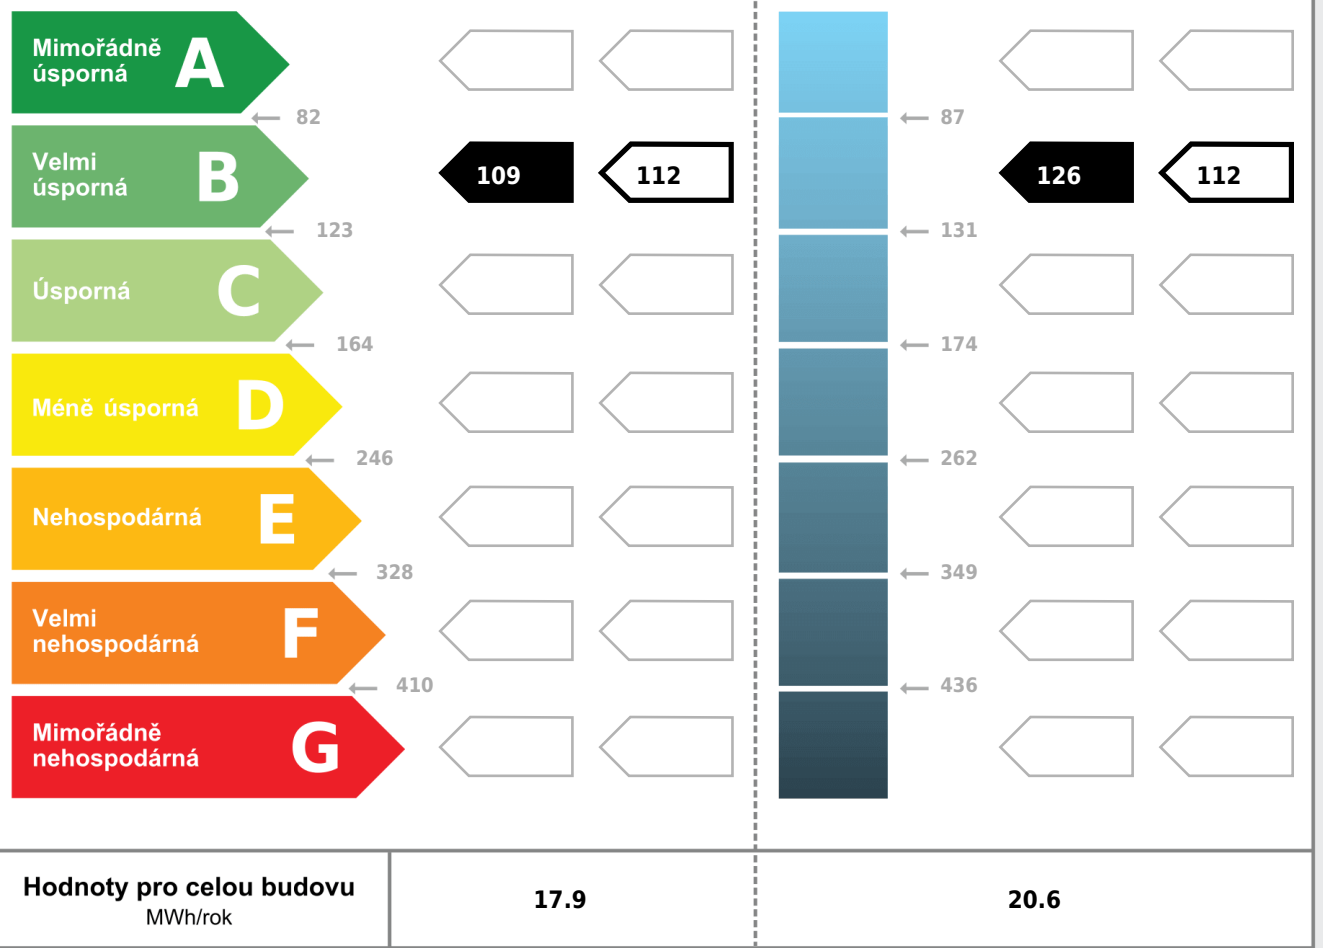 Mimořádně
úsporná
A
82
87
Velmi
úsporná
B
109
112
126
112
123
131
Úsporná
C
164
174
Méně úsporná
D
246
262
Nehospodárná
E
328
349
Velmi
nehospodárná
F
410
436
Mimořádně
nehospodárná
G
Hodnoty pro celou budovu
MWh/rok
17.9
20.6